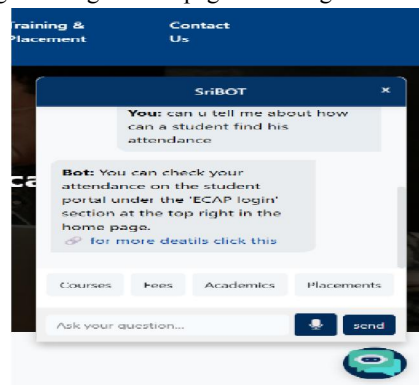 Training & Contact
Placement Us
SriBOT ×
You: can u tell me about how
can a student find his
attendance
Bot: You can check your
attendance on the student
portal under the 'ECAP login'
section at the top right in the
home page.
for more deatils click this
Courses Fees Academics Placements
Ask your question... send